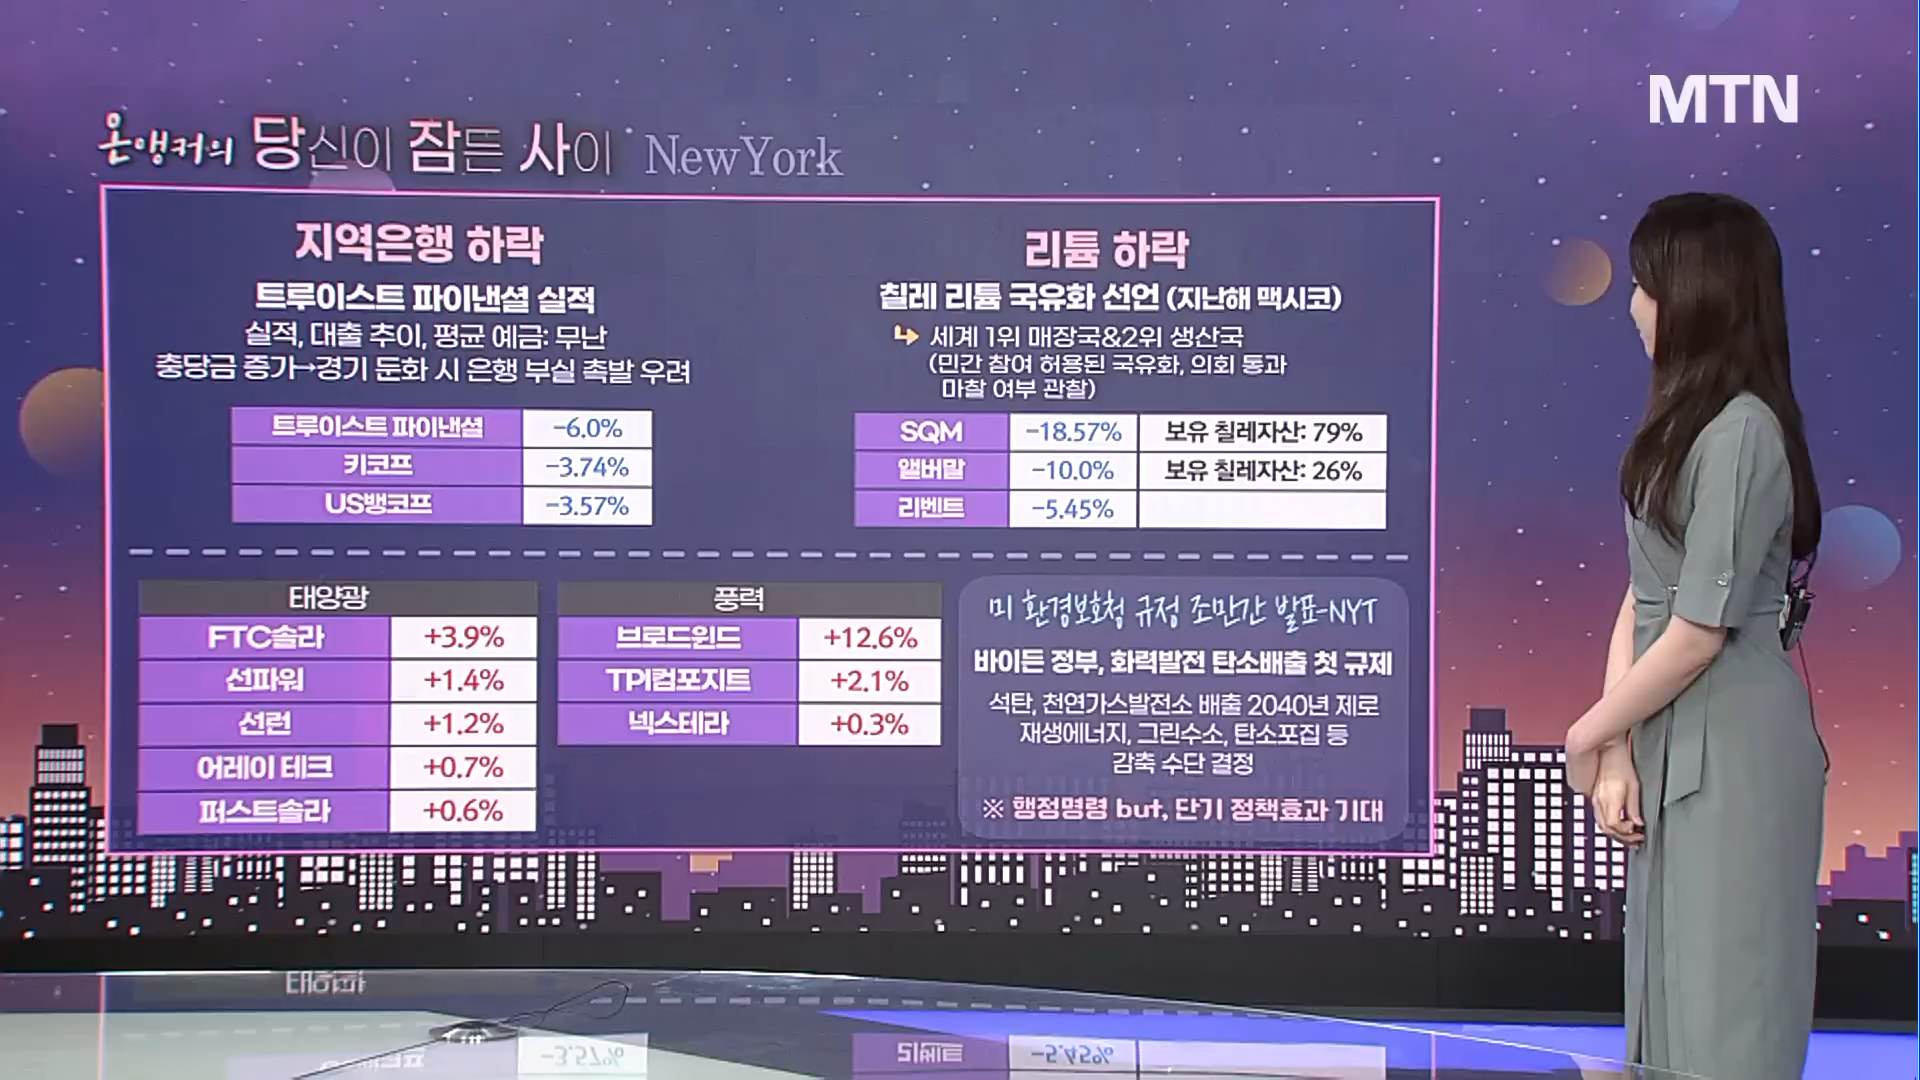 MTN
온앵커의 당신이 잠든 사이 NewYork
지역은행 하락
트루이스트 파이낸셜 실적
실적, 대출 추이, 평균 예금: 무난
충당금 증가→경기 둔화 시 은행 부실 촉발 우려
트루이스트 파이낸셜 -6.0%
키코프 -3.74%
US뱅코프 -3.57%
리튬 하락
칠레 리튬 국유화 선언 (지난해 맥시코)
↳ 세계 1위 매장국&2위 생산국
(민간 참여 허용된 국유화, 의회 통과
마찰 여부 관찰)
SQM -18.57% 보유 칠레자산: 79%
앨버말 -10.0% 보유 칠레자산: 26%
리벤트 -5.45%
태양광
FTC솔라 +3.9%
선파워 +1.4%
선런 +1.2%
어레이 테크 +0.7%
퍼스트솔라 +0.6%
풍력
브로드윈드 +12.6%
TPI컴포지트 +2.1%
넥스테라 +0.3%
미 환경보호청 규정 조만간 발표-NYT
바이든 정부, 화력발전 탄소배출 첫 규제
석탄, 천연가스발전소 배출 2040년 제로
재생에너지, 그린수소, 탄소포집 등
감축 수단 결정
※ 행정명령 but, 단기 정책효과 기대